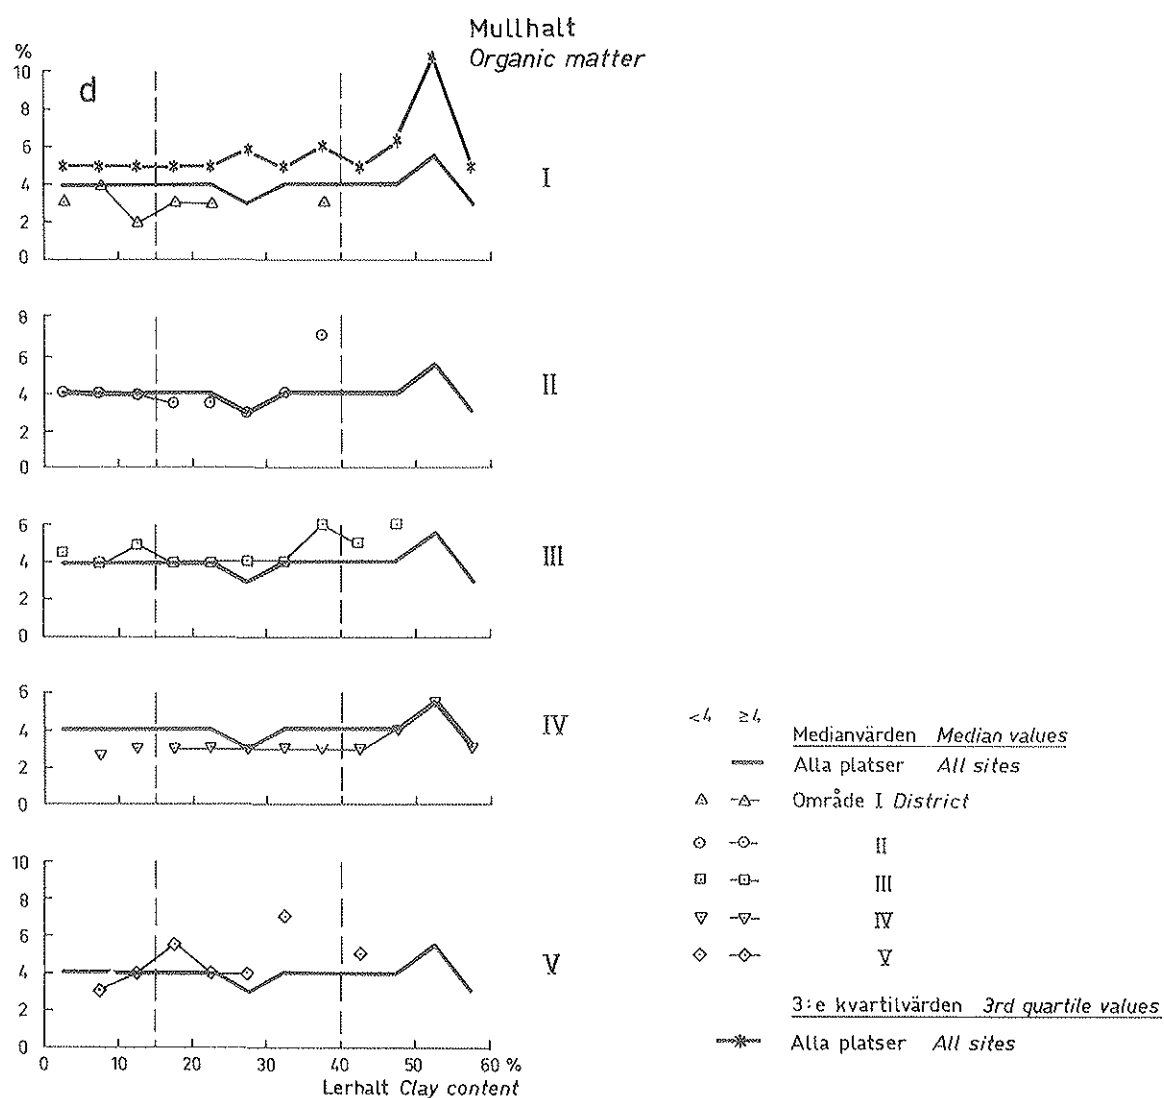 Mullhalt
Organic matter
%
d
10
8
6
4
2
0
I
8
6
4
2
0
II
6
4
2
0
III
6
4
2
0
IV
10
8
6
4
2
0
V
0 10 20 30 40 50 60 %
Lerhalt Clay content
<4 ≥4
Medianvärden Median values
Alla platser All sites
Område I District
II
III
IV
V
3:e kvartilvärden 3rd quartile values
Alla platser All sites